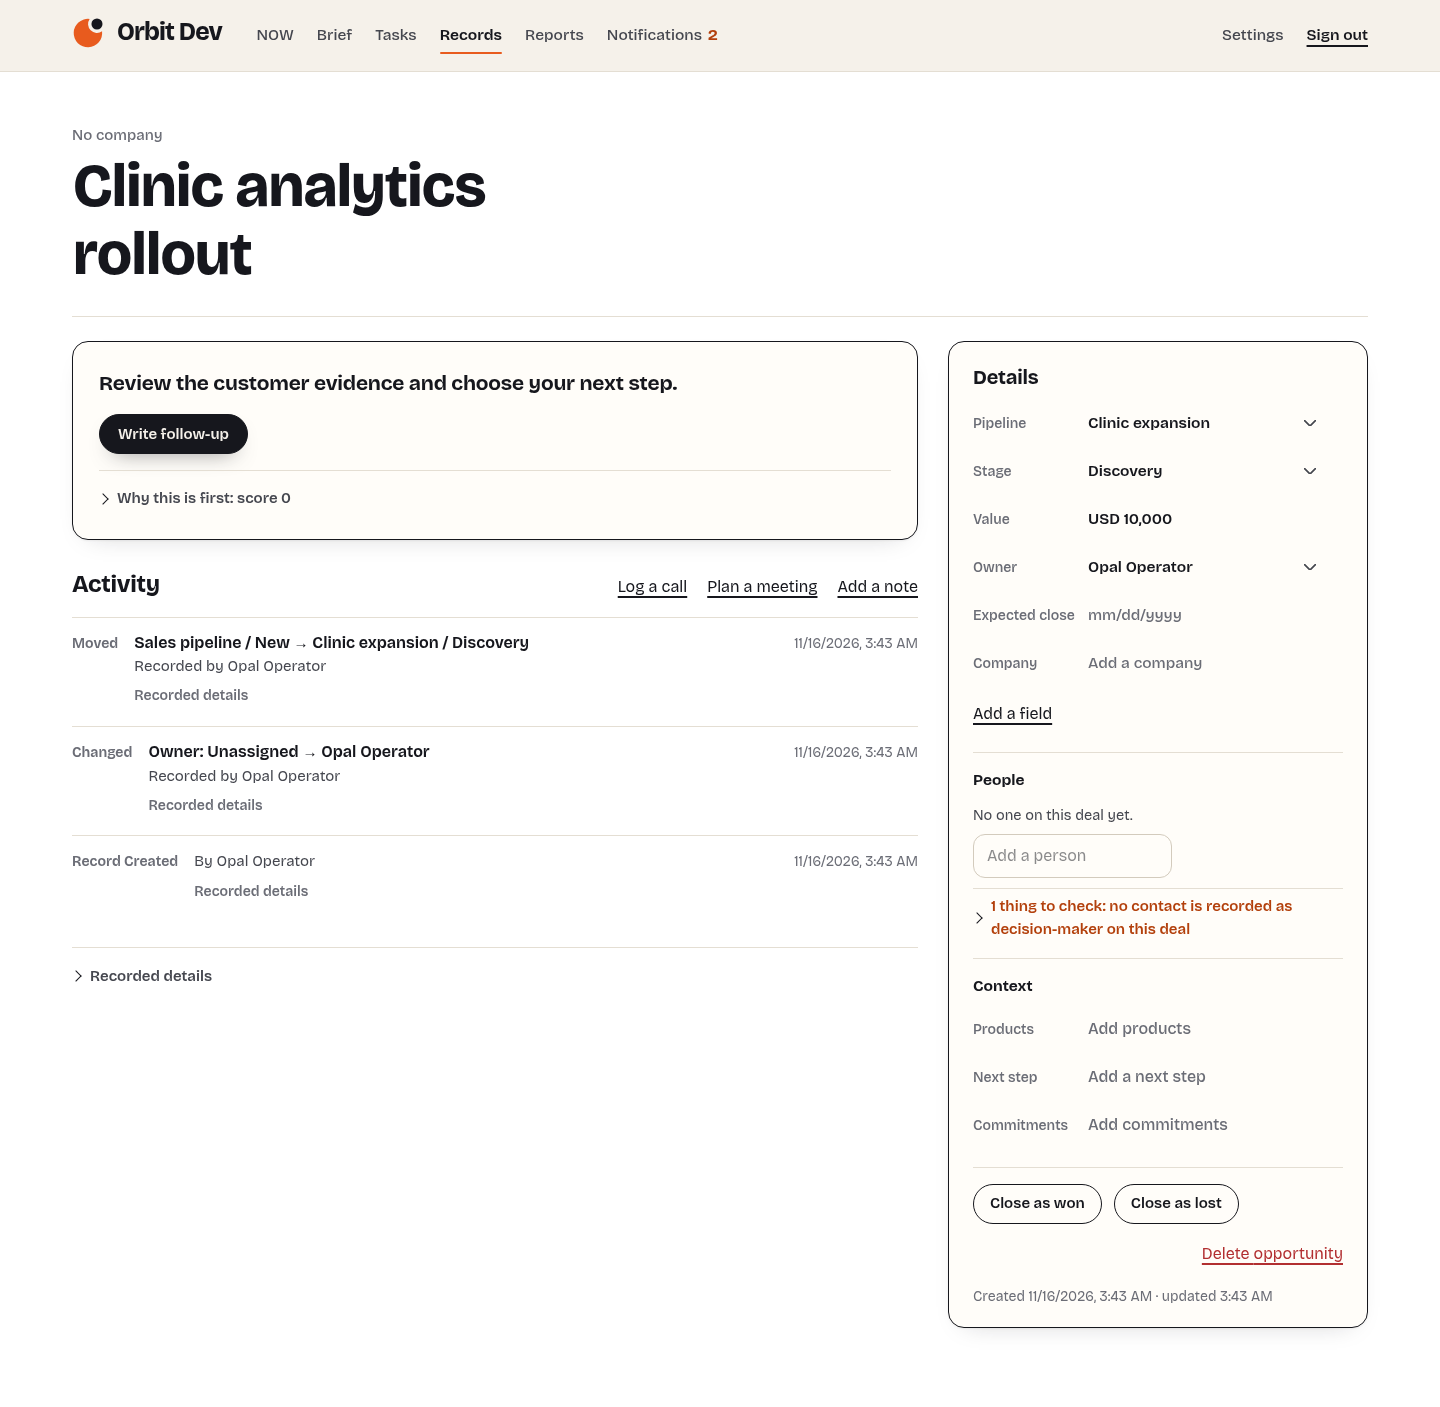 Orbit Dev
NOW
Brief
Tasks
Records
Reports
Notifications 2
Settings
Sign out
No company
Clinic analytics
rollout
Review the customer evidence and choose your next step.
Write follow-up
Why this is first: score 0
Activity
Log a call
Plan a meeting
Add a note
Moved
Sales pipeline / New → Clinic expansion / Discovery
11/16/2026, 3:43 AM
Recorded by Opal Operator
Recorded details
Changed
Owner: Unassigned → Opal Operator
11/16/2026, 3:43 AM
Recorded by Opal Operator
Recorded details
Record Created
By Opal Operator
11/16/2026, 3:43 AM
Recorded details
Recorded details
Details
Pipeline
Clinic expansion
Stage
Discovery
Value
USD 10,000
Owner
Opal Operator
Expected close
mm/dd/yyyy
Company
Add a company
Add a field
People
No one on this deal yet.
Add a person
1 thing to check: no contact is recorded as
decision-maker on this deal
Context
Products
Add products
Next step
Add a next step
Commitments
Add commitments
Close as won
Close as lost
Delete opportunity
Created 11/16/2026, 3:43 AM · updated 3:43 AM